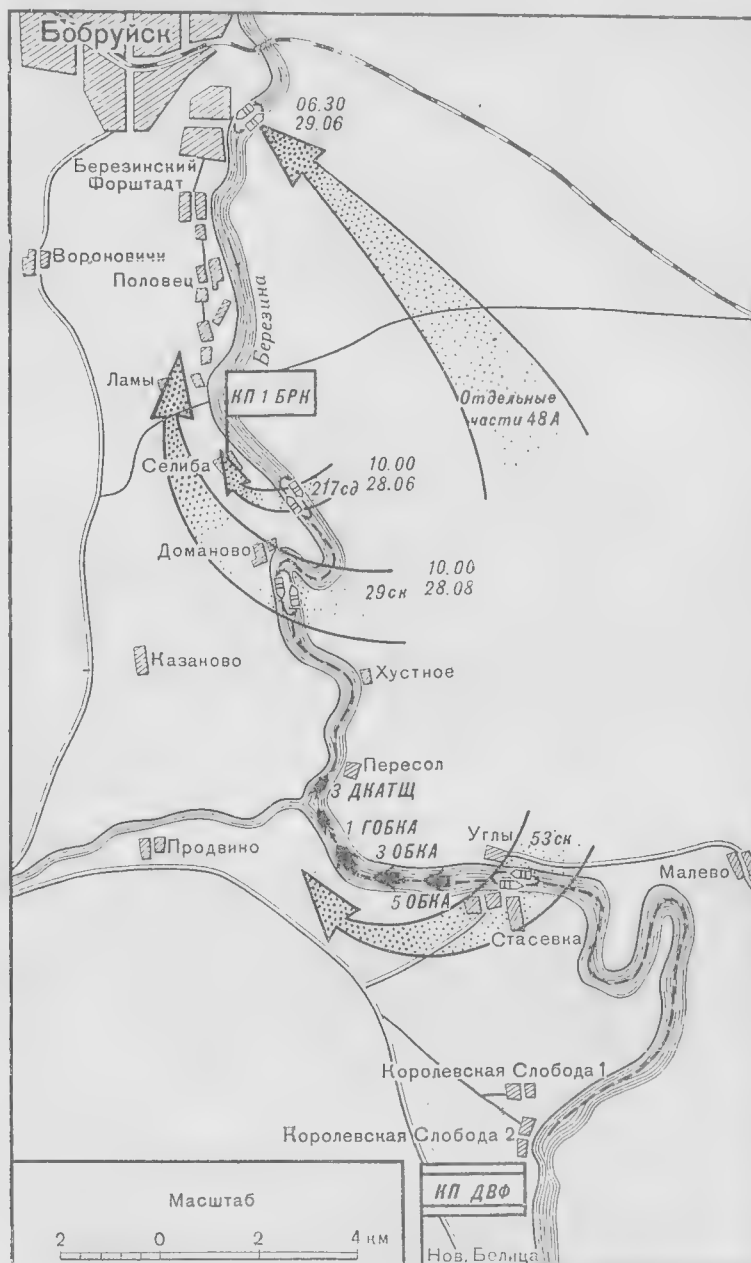 Бобруйск
06.30
29.06
Березинский
Форштадт
Вороновичи
Половец
Березина
Ламы
КП 1 БРК
Отдельные
части 48А
Селиба
217сд
10.00
28.06
Доманово
29ск
10.00
28.08
Казаново
Хустное
Пересол
3 ДКАТЩ
1 ГОБКА
Углы
53ск
Продвино
3 ОБКА
Малево
5 ОБКА
Стасевка
Королевская Слобода 1
Королевская Слобода 2
КП ДВФ
Масштаб
2 0 2 4 км
Нов. Белица